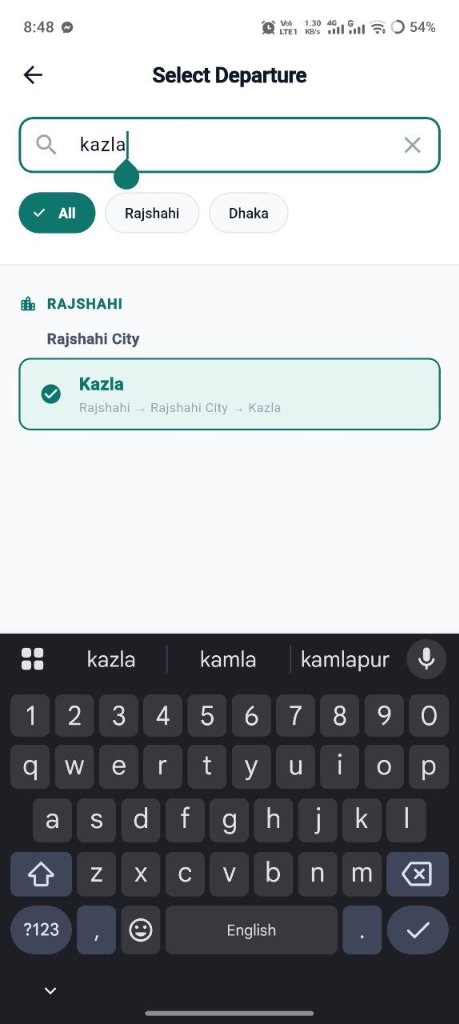 8:48 Vol) LTE1 1.30 KB/s 4G G 54%
Select Departure
kazla
All Rajshahi Dhaka
RAJSHAHI
Rajshahi City
Kazla
Rajshahi → Rajshahi City → Kazla
kazla kamla kamlapur
1 2 3 4 5 6 7 8 9 0
q w e r t y u i o p
a s d f g h j k l
z x c v b n m
?123 , English .